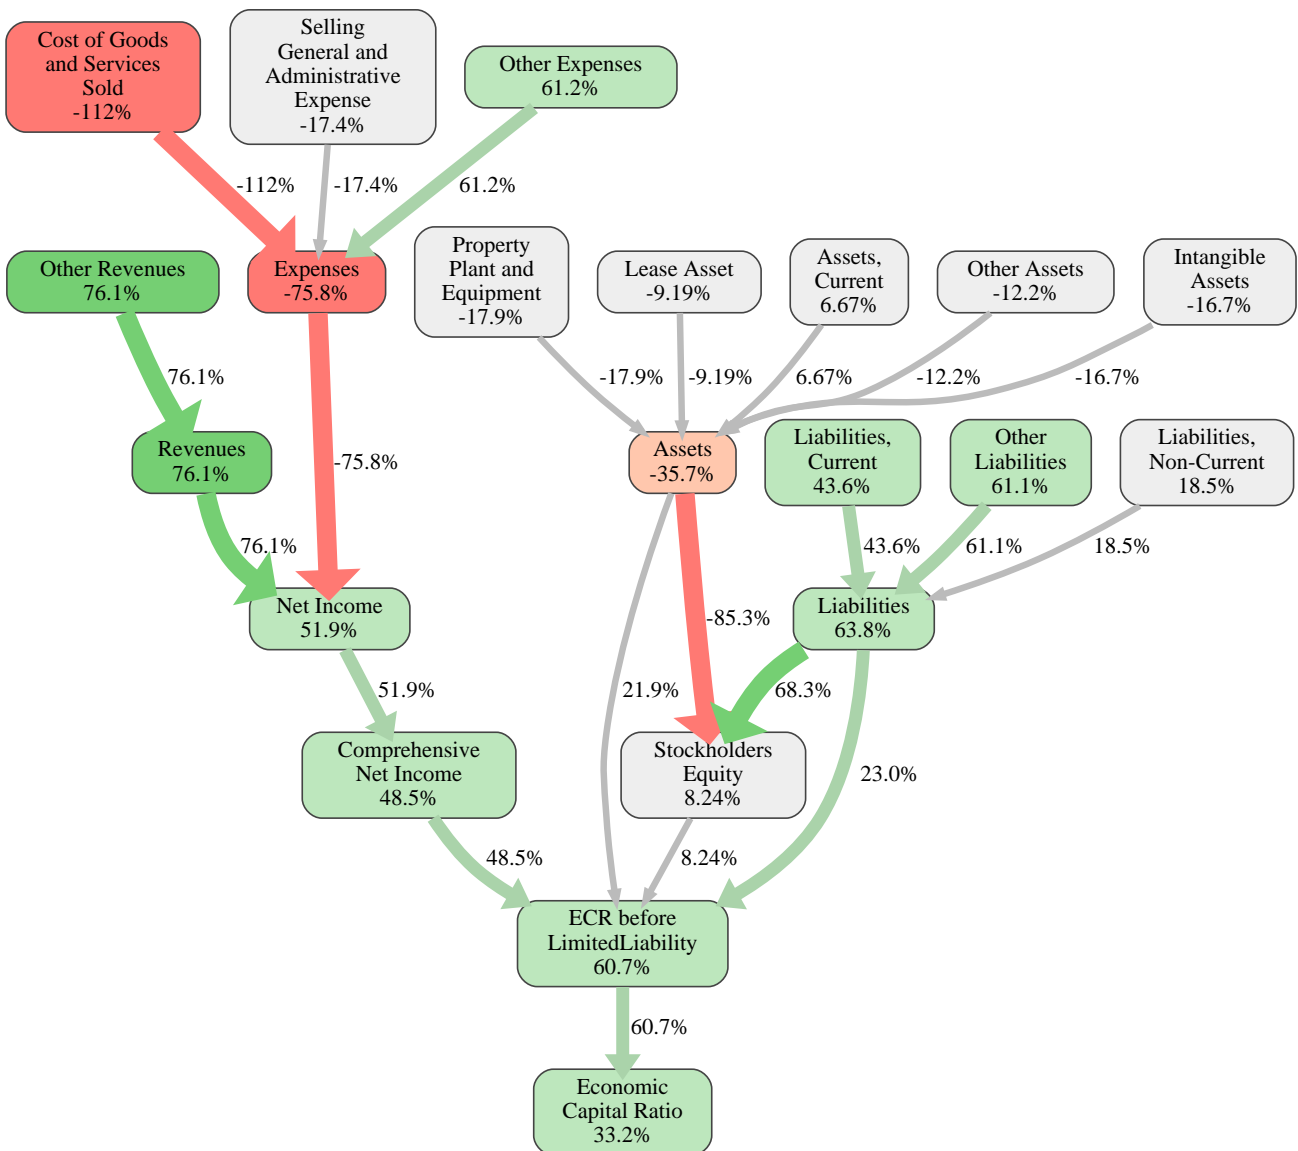 Cost of Goods
and Services
Sold
-112%
Selling
General and
Administrative
Expense
-17.4%
Other Expenses
61.2%
-112%
-17.4%
61.2%
Other Revenues
76.1%
Expenses
-75.8%
Property
Plant and
Equipment
-17.9%
Lease Asset
-9.19%
Assets,
Current
6.67%
Other Assets
-12.2%
Intangible
Assets
-16.7%
76.1%
-17.9%
-9.19%
6.67%
-12.2%
-16.7%
Revenues
76.1%
-75.8%
Assets
-35.7%
Liabilities,
Current
43.6%
Other
Liabilities
61.1%
Liabilities,
Non-Current
18.5%
76.1%
43.6%
61.1%
18.5%
Net Income
51.9%
-85.3%
Liabilities
63.8%
51.9%
21.9%
68.3%
Comprehensive
Net Income
48.5%
Stockholders
Equity
8.24%
23.0%
48.5%
8.24%
ECR before
LimitedLiability
60.7%
60.7%
Economic
Capital Ratio
33.2%